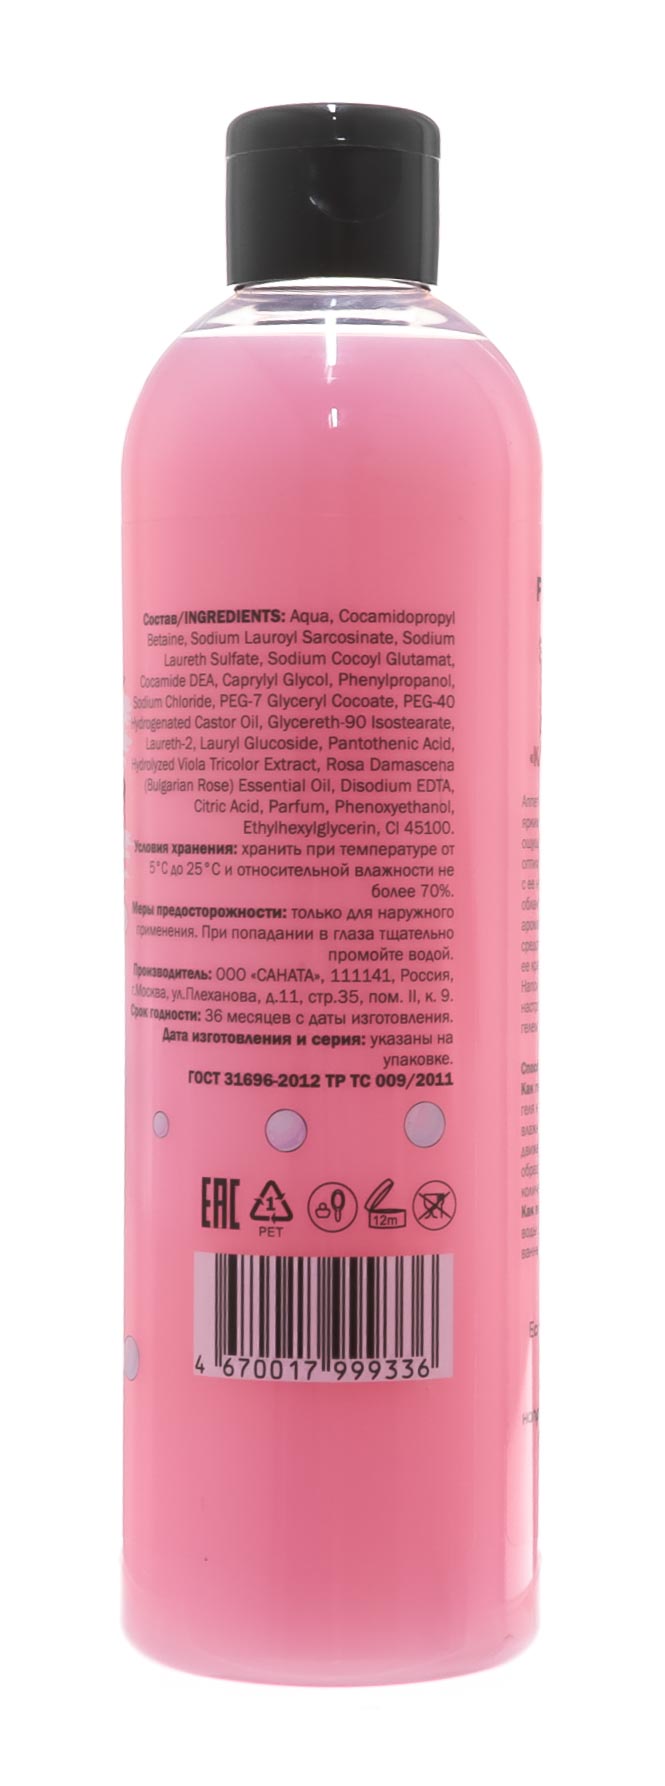 Состав/INGREDIENTS: Aqua, Cocamidopropyl
Betaine, Sodium Lauroyl Sarcosinate, Sodium
Laureth Sulfate, Sodium Cocoyl Glutamat,
Cocamide DEA, Caprylyl Glycol, Phenylpropanol,
Sodium Chloride, PEG-7 Glyceryl Cocoate, PEG-40
Hydrogenated Castor Oil, Glycereth-90 Isostearate,
Laureth-2, Lauryl Glucoside, Pantothenic Acid,
Hydrolyzed Viola Tricolor Extract, Rosa Damascena
(Bulgarian Rose) Essential Oil, Disodium EDTA,
Citric Acid, Parfum, Phenoxyethanol,
Ethylhexylglycerin, CI 45100.
Условия хранения: хранить при температуре от
5°C до 25°C и относительной влажности не
более 70%.
Меры предосторожности: только для наружного
применения. При попадании в глаза тщательно
промойте водой.
Производитель: ООО «САНАТА», 111141, Россия,
г.Москва, ул.Плеханова, д.11, стр.35, пом. II, к. 9.
Срок годности: 36 месяцев с даты изготовления.
Дата изготовления и серия: указаны на
упаковке.
ГОСТ 31696-2012 ТР ТС 009/2011
EAC
1
PET
12m
4 670017 999336